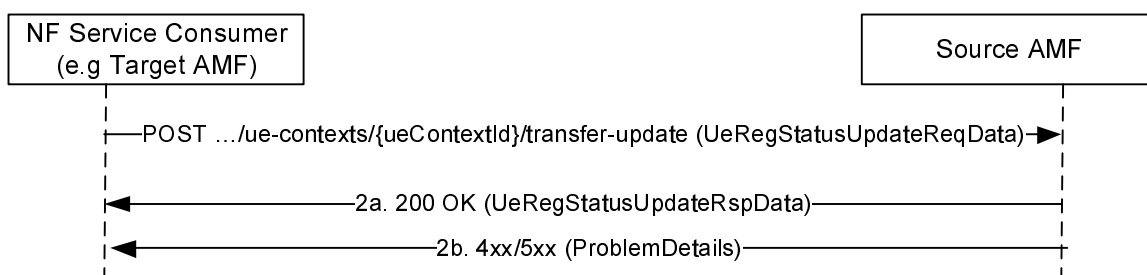 NF Service Consumer
(e.g Target AMF)
Source AMF
POST …/ue-contexts/{ueContextId}/transfer-update (UeRegStatusUpdateReqData)
2a. 200 OK (UeRegStatusUpdateRspData)
2b. 4xx/5xx (ProblemDetails)